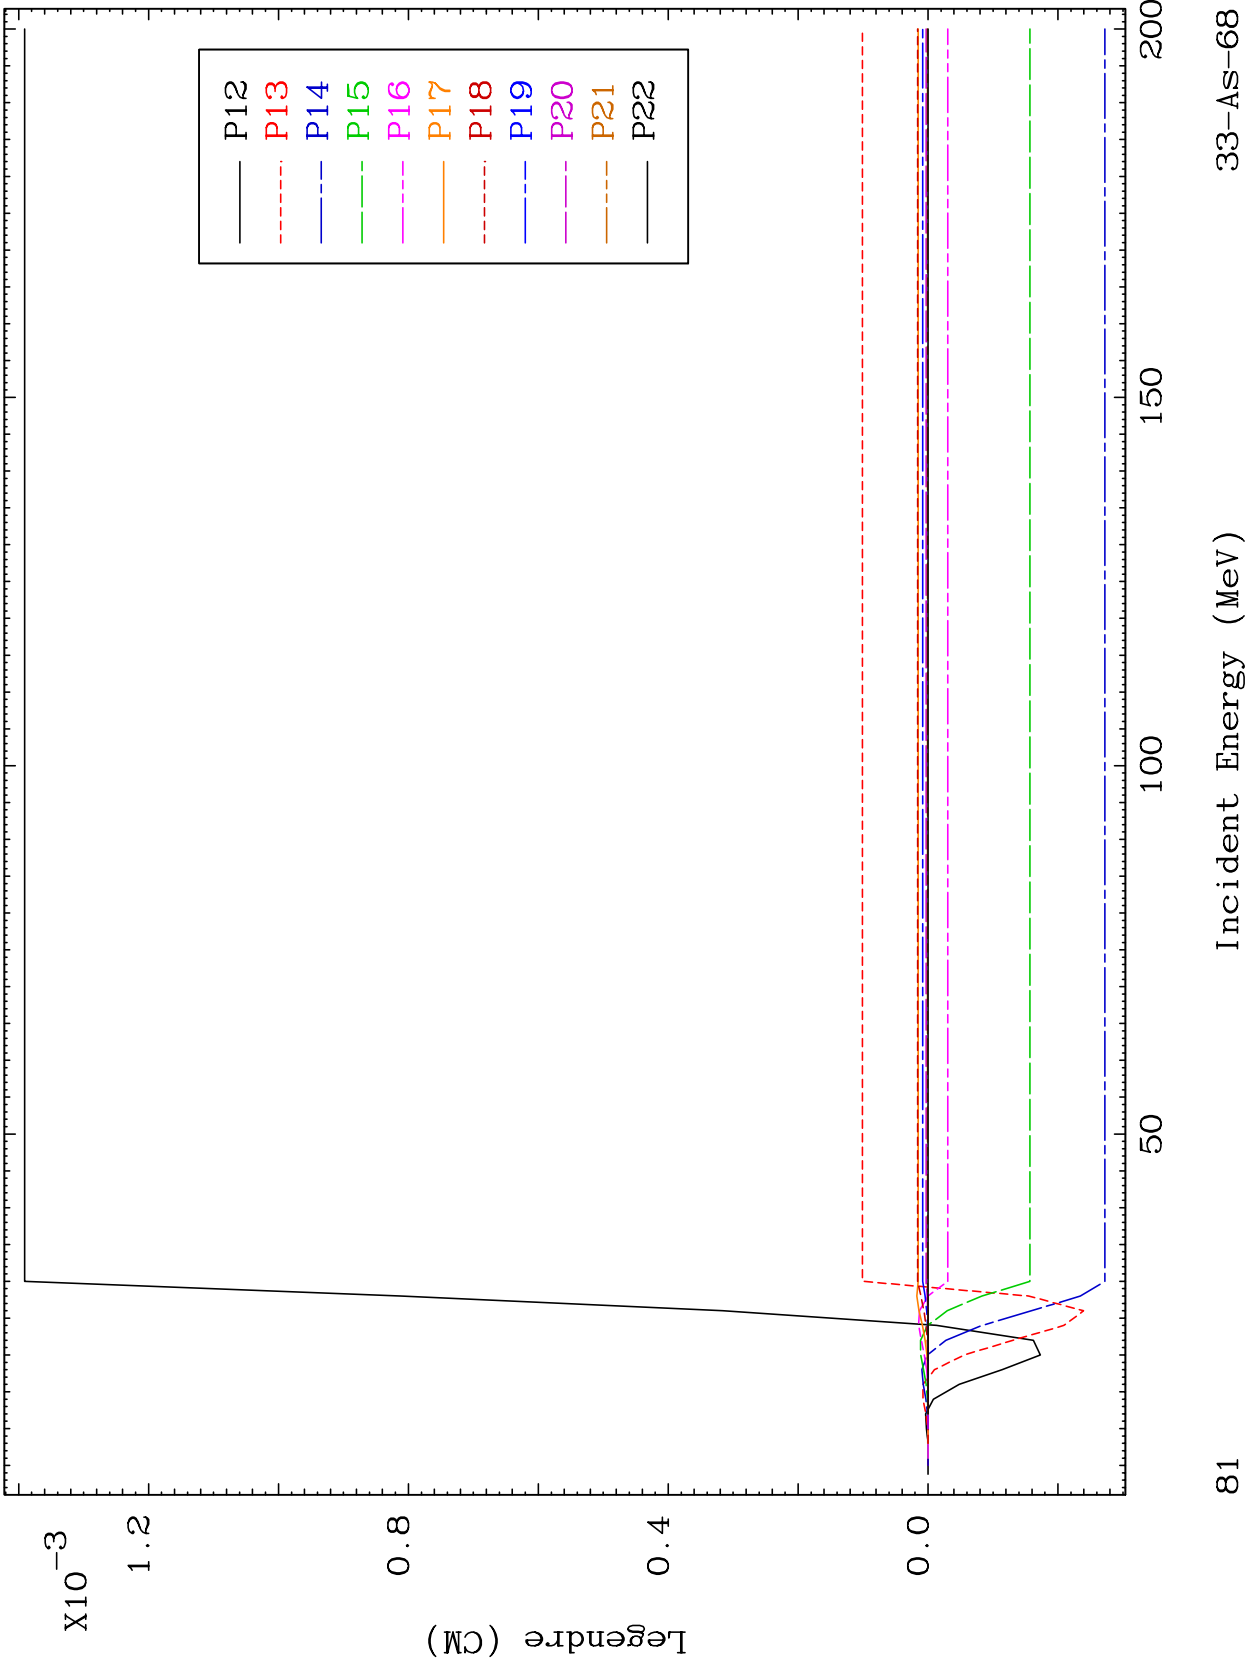 X10-3
1.2
0.8
0.4
0.0
Legendre (CM)
P12
P13
P14
P15
P16
P17
P18
P19
P20
P21
P22
50
100
150
200
Incident Energy (MeV)
81
33-As-68